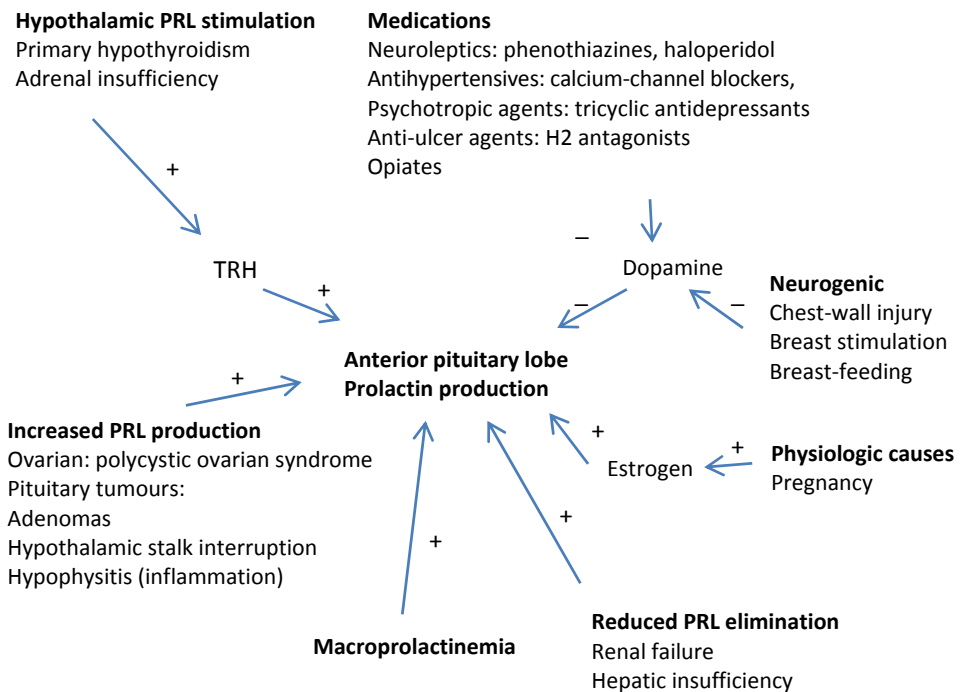 Hypothalamic PRL stimulation
Primary hypothyroidism
Adrenal insufficiency
Medications
Neuroleptics: phenothiazines, haloperidol
Antihypertensives: calcium-channel blockers,
Psychotropic agents: tricyclic antidepressants
Anti-ulcer agents: H2 antagonists
Opiates
+
–
TRH
Dopamine
+
–
Neurogenic
–
Chest-wall injury
Breast stimulation
Breast-feeding
Anterior pituitary lobe
Prolactin production
+
Increased PRL production
Ovarian: polycystic ovarian syndrome
Pituitary tumours:
Adenomas
Hypothalamic stalk interruption
Hypophysitis (inflammation)
+
Estrogen
+
Physiologic causes
Pregnancy
+
+
Macroprolactinemia
Reduced PRL elimination
Renal failure
Hepatic insufficiency